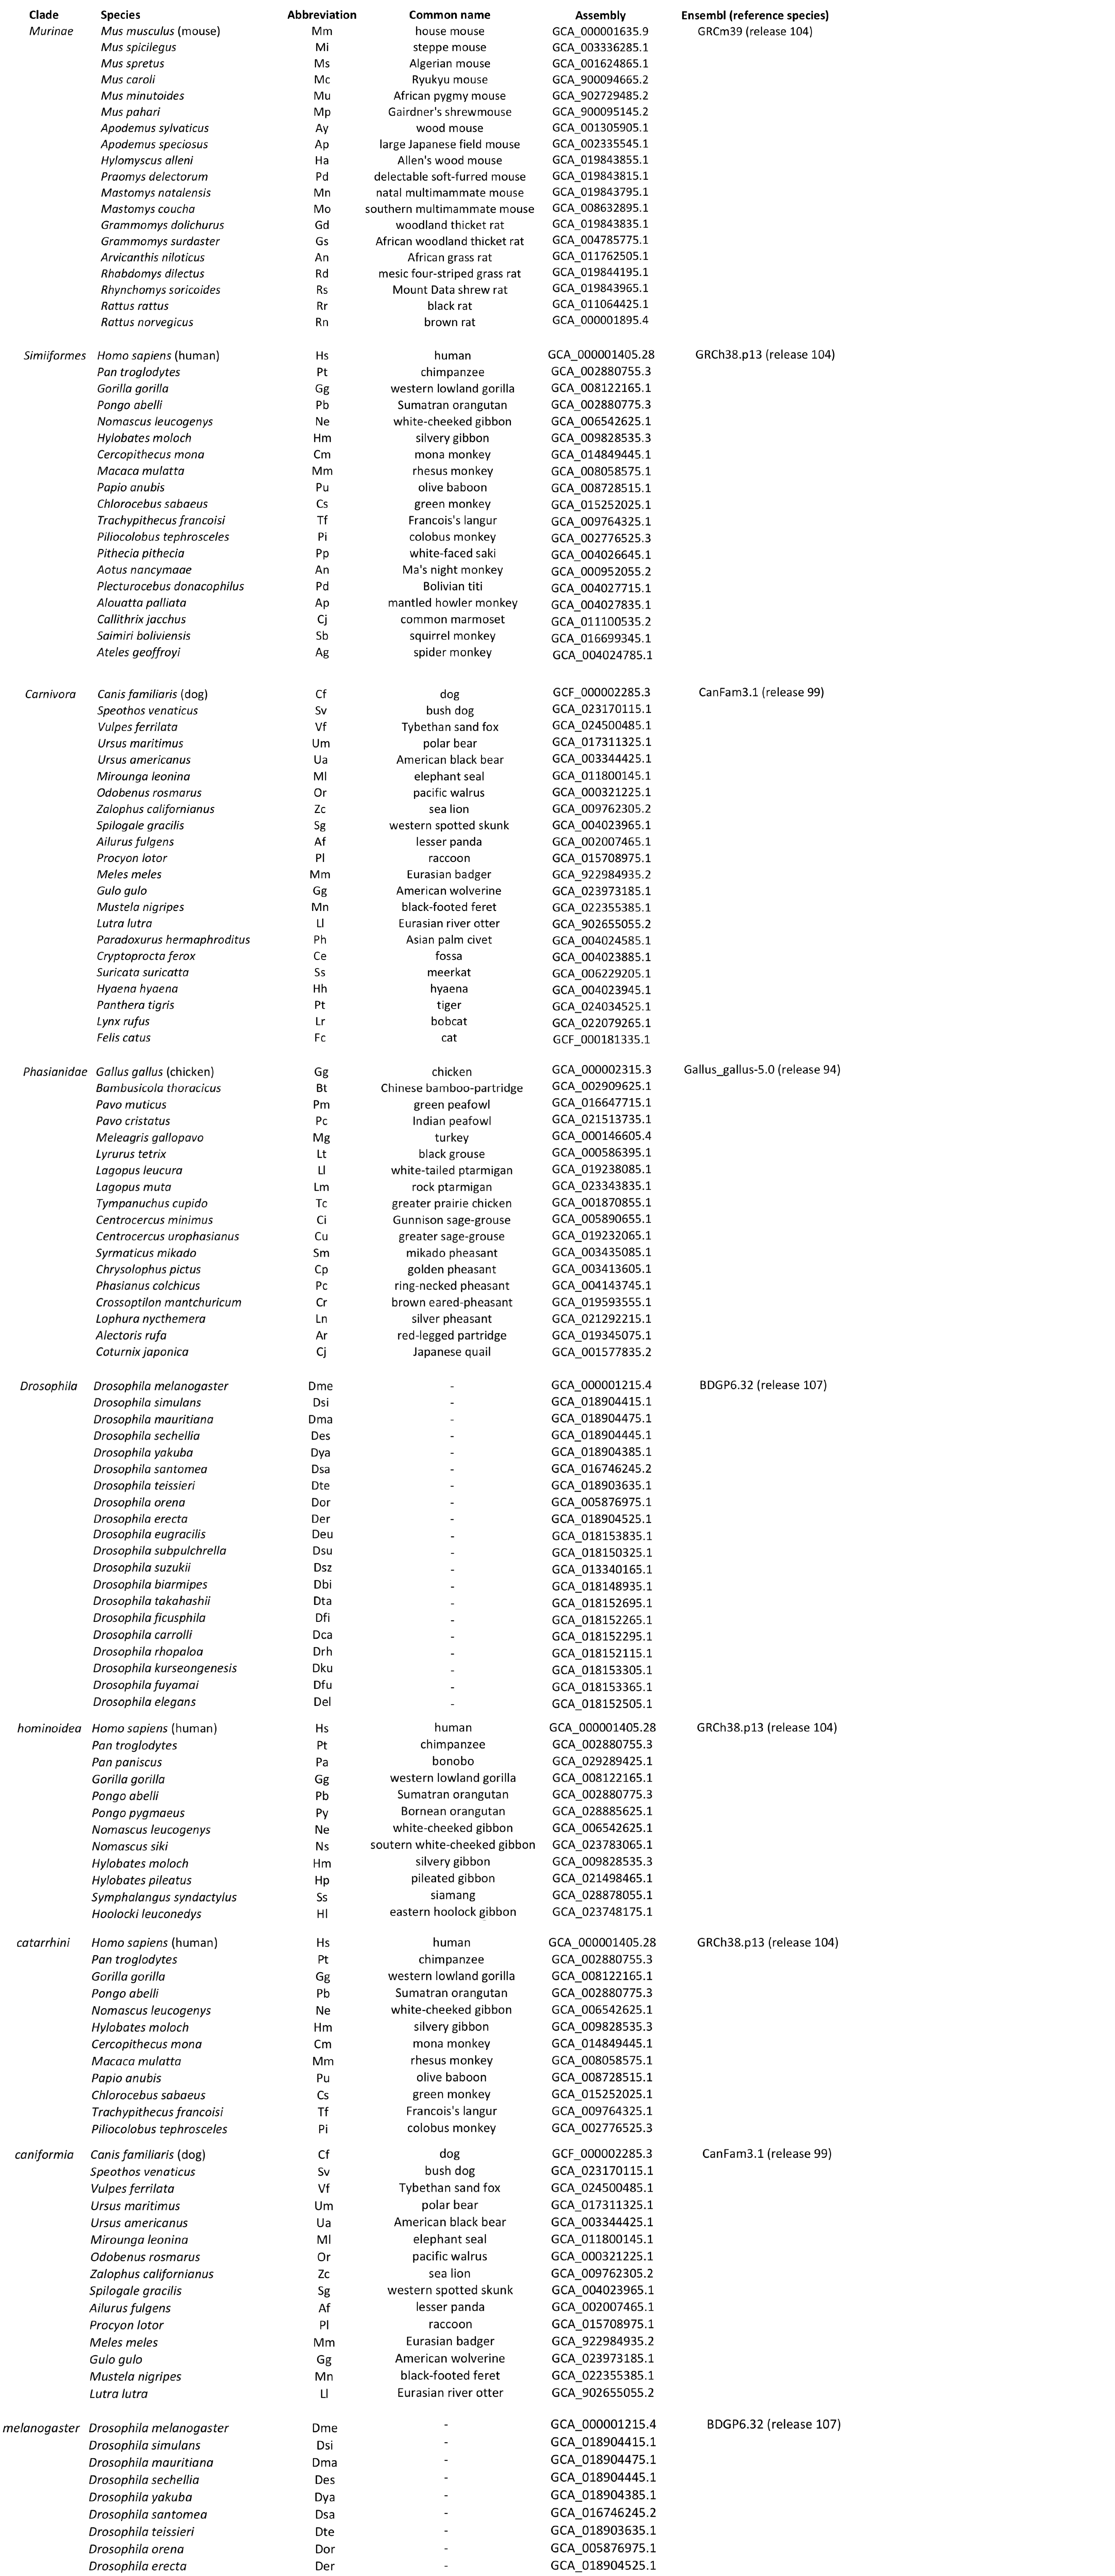 Clade Species Abbreviation Common name Assembly Ensembl (reference species)
Murinae Mus musculus (mouse) Mm house mouse GCA_000001635.9 GRCm39 (release 104)
Mus spicilegus Mi steppe mouse GCA_003336285.1
Mus spretus Ms Algerian mouse GCA_001624865.1
Mus caroli Mc Ryukyu mouse GCA_900094665.2
Mus minutoides Mu African pygmy mouse GCA_902729485.2
Mus pahari Mp Gairdner's shrewmouse GCA_900095145.2
Apodemus sylvaticus Ay wood mouse GCA_001305905.1
Apodemus speciosus Ap large Japanese field mouse GCA_002335545.1
Hylomyscus alleni Ha Allen's wood mouse GCA_019843855.1
Praomys delectorum Pd delectable soft-furred mouse GCA_019843815.1
Mastomys natalensis Mn natal multimammate mouse GCA_019843795.1
Mastomys coucha Mo southern multimammate mouse GCA_008632895.1
Grammomys dolichurus Gd woodland thicket rat GCA_019843835.1
Grammomys surdaster Gs African woodland thicket rat GCA_004785775.1
Arvicanthis niloticus An African grass rat GCA_011762505.1
Rhabdomys dilectus Rd mesic four-striped grass rat GCA_019844195.1
Rhynchomys soricoides Rs Mount Data shrew rat GCA_019843965.1
Rattus rattus Rr black rat GCA_011064425.1
Rattus norvegicus Rn brown rat GCA_000001895.4
Simiiformes Homo sapiens (human) Hs human GCA_000001405.28 GRCh38.p13 (release 104)
Pan troglodytes Pt chimpanzee GCA_002880755.3
Gorilla gorilla Gg western lowland gorilla GCA_008122165.1
Pongo abelli Pb Sumatran orangutan GCA_002880775.3
Nomascus leucogenys Ne white-cheeked gibbon GCA_006542625.1
Hylobates moloch Hm silvery gibbon GCA_009828535.3
Cercopithecus mona Cm mona monkey GCA_014849445.1
Macaca mulatta Mm rhesus monkey GCA_008058575.1
Papio anubis Pu olive baboon GCA_008728515.1
Chlorocebus sabaeus Cs green monkey GCA_015252025.1
Trachypithecus francoisi Tf Francois's langur GCA_009764325.1
Piliocolobus tephrosceles Pi colobus monkey GCA_002776525.3
Pithecia pithecia Pp white-faced saki GCA_004026645.1
Aotus nancymaae An Ma's night monkey GCA_000952055.2
Plecturocebus donacophilus Pd Bolivian titi GCA_004027715.1
Alouatta palliata Ap mantled howler monkey GCA_004027835.1
Callithrix jacchus Cj common marmoset GCA_011100535.2
Saimiri boliviensis Sb squirrel monkey GCA_016699345.1
Ateles geoffroyi Ag spider monkey GCA_004024785.1
Carnivora Canis familiaris (dog) Cf dog GCF_000002285.3 CanFam3.1 (release 99)
Speothos venaticus Sv bush dog GCA_023170115.1
Vulpes ferrilata Vf Tybethan sand fox GCA_024500485.1
Ursus maritimus Um polar bear GCA_017311325.1
Ursus americanus Ua American black bear GCA_003344425.1
Mirounga leonina Ml elephant seal GCA_011800145.1
Odobenus rosmarus Or pacific walrus GCA_000321225.1
Zalophus californianus Zc sea lion GCA_009762305.2
Spilogale gracilis Sg western spotted skunk GCA_004023965.1
Ailurus fulgens Af lesser panda GCA_002007465.1
Procyon lotor Pl raccoon GCA_015708975.1
Meles meles Mm Eurasian badger GCA_922984935.2
Gulo gulo Gg American wolverine GCA_023973185.1
Mustela nigripes Mn black-footed feret GCA_022355385.1
Lutra lutra Ll Eurasian river otter GCA_902655055.2
Paradoxurus hermaphroditus Ph Asian palm civet GCA_004024585.1
Cryptoprocta ferox Ce fossa GCA_004023885.1
Suricata suricatta Ss meerkat GCA_006229205.1
Hyaena hyaena Hh hyaena GCA_004023945.1
Panthera tigris Pt tiger GCA_024034525.1
Lynx rufus Lr bobcat GCA_022079265.1
Felis catus Fc cat GCF_000181335.1
Phasianidae Gallus gallus (chicken) Gg chicken GCA_000002315.3 Gallus_gallus-5.0 (release 94)
Bambusicola thoracicus Bt Chinese bamboo-partridge GCA_002909625.1
Pavo muticus Pm green peafowl GCA_016647715.1
Pavo cristatus Pc Indian peafowl GCA_021513735.1
Meleagris gallopavo Mg turkey GCA_000146605.4
Lyrurus tetrix Lt black grouse GCA_000586395.1
Lagopus leucura Ll white-tailed ptarmigan GCA_019238085.1
Lagopus muta Lm rock ptarmigan GCA_023343835.1
Tympanuchus cupido Tc greater prairie chicken GCA_001870855.1
Centrocercus minimus Ci Gunnison sage-grouse GCA_005890655.1
Centrocercus urophasianus Cu greater sage-grouse GCA_019232065.1
Syrmaticus mikado Sm mikado pheasant GCA_003435085.1
Chrysolophus pictus Cp golden pheasant GCA_003413605.1
Phasianus colchicus Pc ring-necked pheasant GCA_004143745.1
Crossoptilon mantchuricum Cr brown eared-pheasant GCA_019593555.1
Lophura nycthemera Ln silver pheasant GCA_021292215.1
Alectoris rufa Ar red-legged partridge GCA_019345075.1
Coturnix japonica Cj Japanese quail GCA_001577835.2
Drosophila Drosophila melanogaster Dme - GCA_000001215.4 BDGP6.32 (release 107)
Drosophila simulans Dsi - GCA_018904415.1
Drosophila mauritiana Dma - GCA_018904475.1
Drosophila sechellia Des - GCA_018904445.1
Drosophila yakuba Dya - GCA_018904385.1
Drosophila santomea Dsa - GCA_016746245.2
Drosophila teissieri Dte - GCA_018903635.1
Drosophila orena Dor - GCA_005876975.1
Drosophila erecta Der - GCA_018904525.1
Drosophila eugracilis Deu - GCA_018153835.1
Drosophila subpulchrella Dsu - GCA_018150325.1
Drosophila suzukii Dsz - GCA_013340165.1
Drosophila biarmipes Dbi - GCA_018148935.1
Drosophila takahashii Dta - GCA_018152695.1
Drosophila ficusphila Dfi - GCA_018152265.1
Drosophila carrolli Dca - GCA_018152295.1
Drosophila rhopaloa Drh - GCA_018152115.1
Drosophila kurseongenesis Dku - GCA_018153305.1
Drosophila fuyamai Dfu - GCA_018153365.1
Drosophila elegans Del - GCA_018152505.1
hominoidea Homo sapiens (human) Hs human GCA_000001405.28 GRCh38.p13 (release 104)
Pan troglodytes Pt chimpanzee GCA_002880755.3
Pan paniscus Pa bonobo GCA_029289425.1
Gorilla gorilla Gg western lowland gorilla GCA_008122165.1
Pongo abelli Pb Sumatran orangutan GCA_002880775.3
Pongo pygmaeus Py Bornean orangutan GCA_028885625.1
Nomascus leucogenys Ne white-cheeked gibbon GCA_006542625.1
Nomascus siki Ns soutern white-cheeked gibbon GCA_023783065.1
Hylobates moloch Hm silvery gibbon GCA_009828535.3
Hylobates pileatus Hp pileated gibbon GCA_021498465.1
Symphalangus syndactylus Ss siamang GCA_028878055.1
Hoolocki leuconedys Hl eastern hoolock gibbon GCA_023748175.1
catarrhini Homo sapiens (human) Hs human GCA_000001405.28 GRCh38.p13 (release 104)
Pan troglodytes Pt chimpanzee GCA_002880755.3
Gorilla gorilla Gg western lowland gorilla GCA_008122165.1
Pongo abelli Pb Sumatran orangutan GCA_002880775.3
Nomascus leucogenys Ne white-cheeked gibbon GCA_006542625.1
Hylobates moloch Hm silvery gibbon GCA_009828535.3
Cercopithecus mona Cm mona monkey GCA_014849445.1
Macaca mulatta Mm rhesus monkey GCA_008058575.1
Papio anubis Pu olive baboon GCA_008728515.1
Chlorocebus sabaeus Cs green monkey GCA_015252025.1
Trachypithecus francoisi Tf Francois's langur GCA_009764325.1
Piliocolobus tephrosceles Pi colobus monkey GCA_002776525.3
caniformia Canis familiaris (dog) Cf dog GCF_000002285.3 CanFam3.1 (release 99)
Speothos venaticus Sv bush dog GCA_023170115.1
Vulpes ferrilata Vf Tybethan sand fox GCA_024500485.1
Ursus maritimus Um polar bear GCA_017311325.1
Ursus americanus Ua American black bear GCA_003344425.1
Mirounga leonina Ml elephant seal GCA_011800145.1
Odobenus rosmarus Or pacific walrus GCA_000321225.1
Zalophus californianus Zc sea lion GCA_009762305.2
Spilogale gracilis Sg western spotted skunk GCA_004023965.1
Ailurus fulgens Af lesser panda GCA_002007465.1
Procyon lotor Pl raccoon GCA_015708975.1
Meles meles Mm Eurasian badger GCA_922984935.2
Gulo gulo Gg American wolverine GCA_023973185.1
Mustela nigripes Mn black-footed feret GCA_022355385.1
Lutra lutra Ll Eurasian river otter GCA_902655055.2
melanogaster Drosophila melanogaster Dme - GCA_000001215.4 BDGP6.32 (release 107)
Drosophila simulans Dsi - GCA_018904415.1
Drosophila mauritiana Dma - GCA_018904475.1
Drosophila sechellia Des - GCA_018904445.1
Drosophila yakuba Dya - GCA_018904385.1
Drosophila santomea Dsa - GCA_016746245.2
Drosophila teissieri Dte - GCA_018903635.1
Drosophila orena Dor - GCA_005876975.1
Drosophila erecta Der - GCA_018904525.1